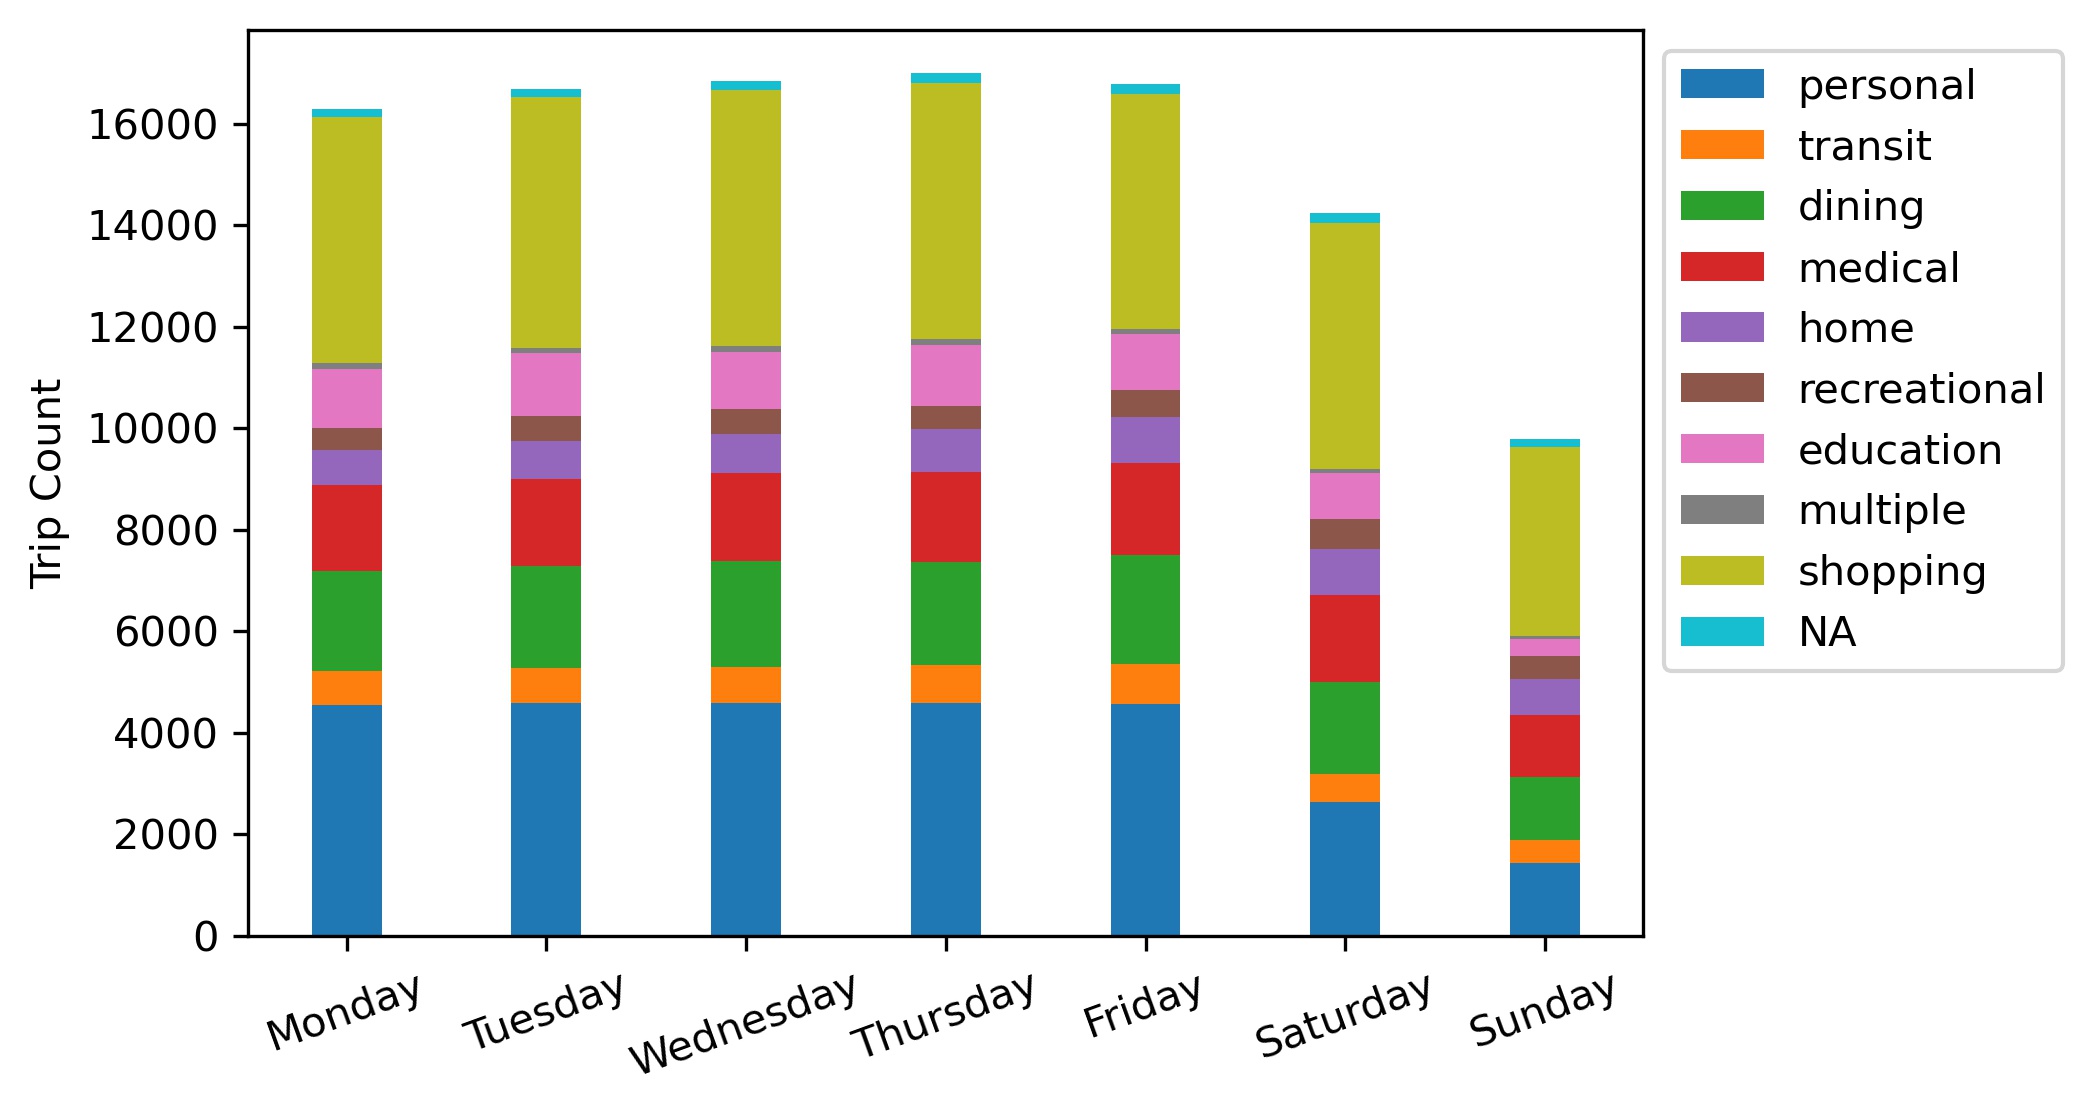 Trip Count
16000
14000
12000
10000
8000
6000
4000
2000
0
Monday
Tuesday
Wednesday
Thursday
Friday
Saturday
Sunday
personal
transit
dining
medical
home
recreational
education
multiple
shopping
NA